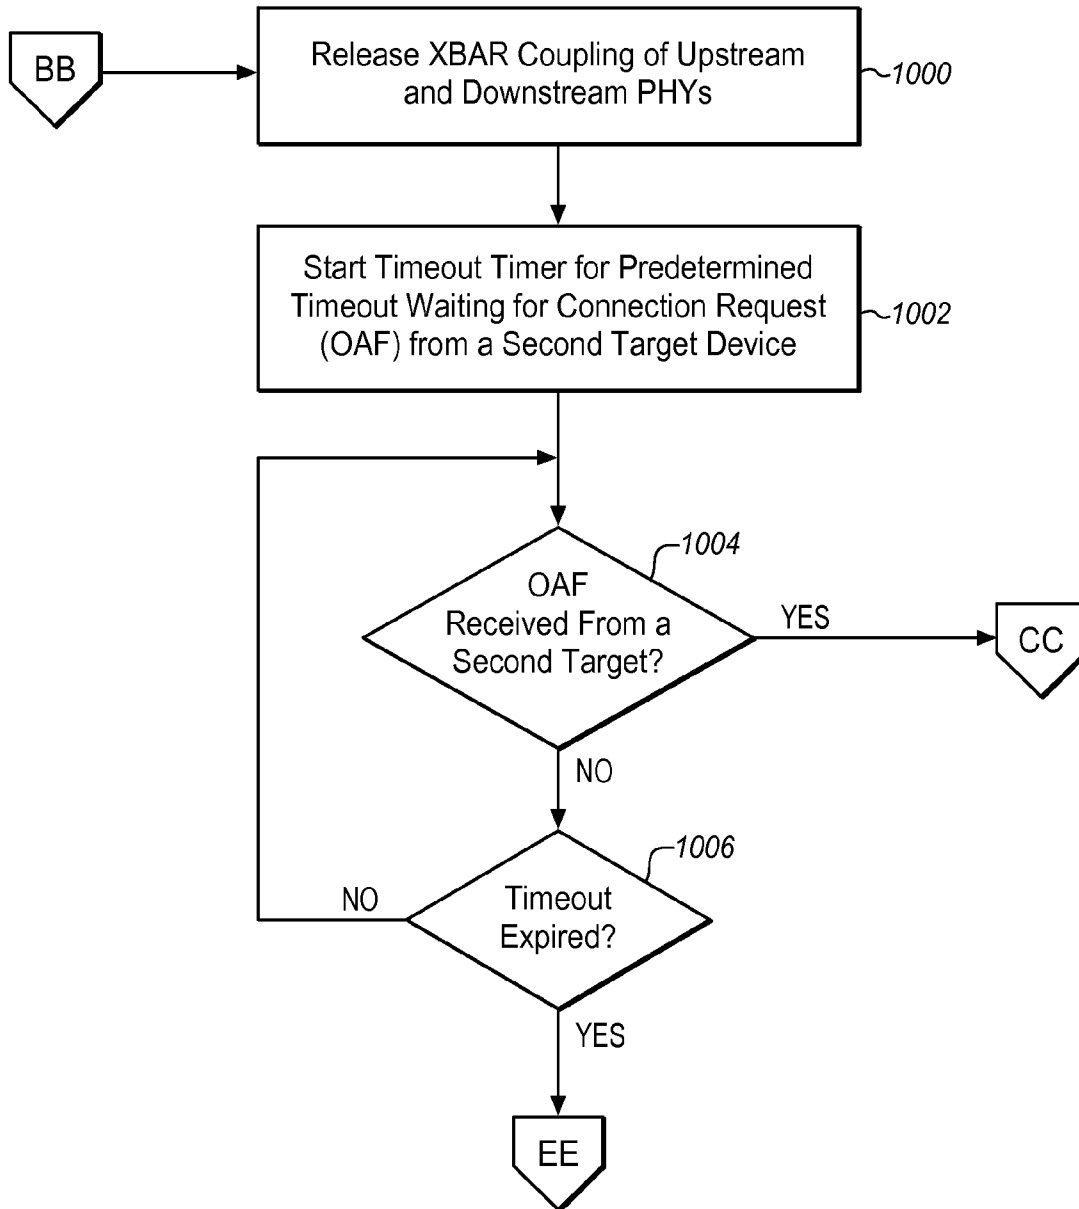 BB
Release XBAR Coupling of Upstream
and Downstream PHYs
1000
Start Timeout Timer for Predetermined
Timeout Waiting for Connection Request
(OAF) from a Second Target Device
1002
1004
OAF
Received From a
Second Target?
YES
CC
NO
1006
Timeout
Expired?
NO
YES
EE